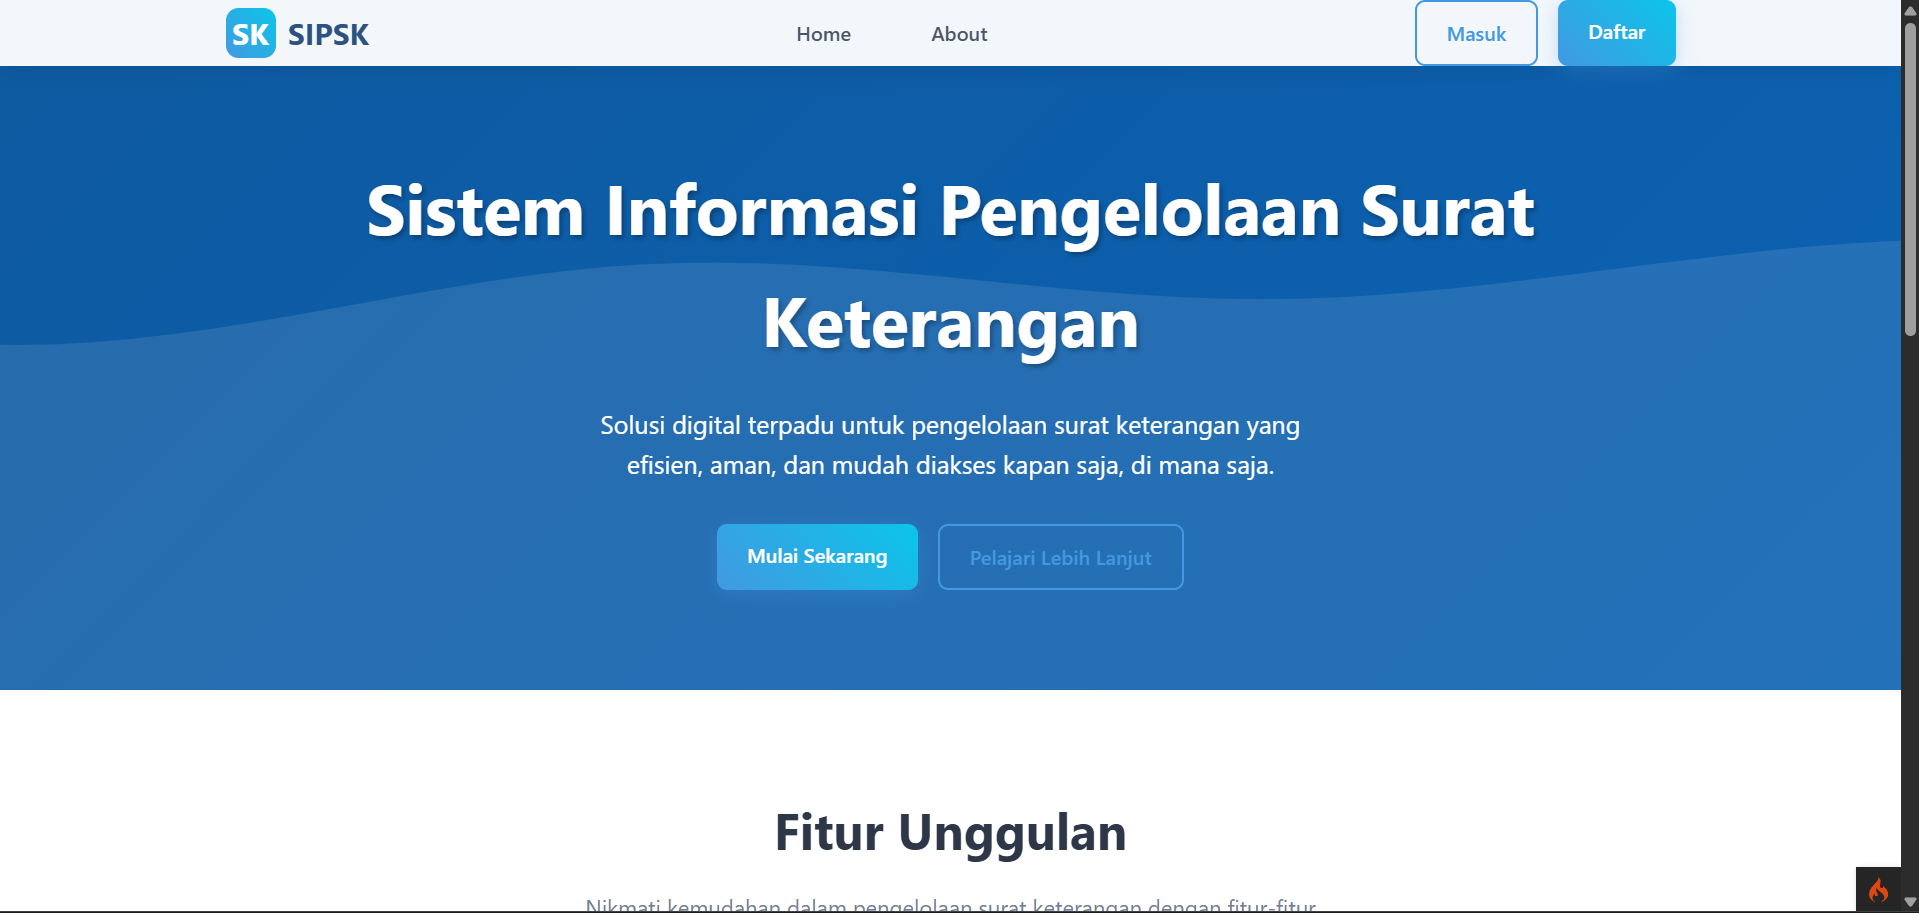 SK SIPSK
Home
About
Masuk
Daftar
Sistem Informasi Pengelolaan Surat
Keterangan
Solusi digital terpadu untuk pengelolaan surat keterangan yang
efisien, aman, dan mudah diakses kapan saja, di mana saja.
Mulai Sekarang
Pelajari Lebih Lanjut
Fitur Unggulan
Nikmati kemudahan dalam pengelolaan surat keterangan dengan fitur-fitur